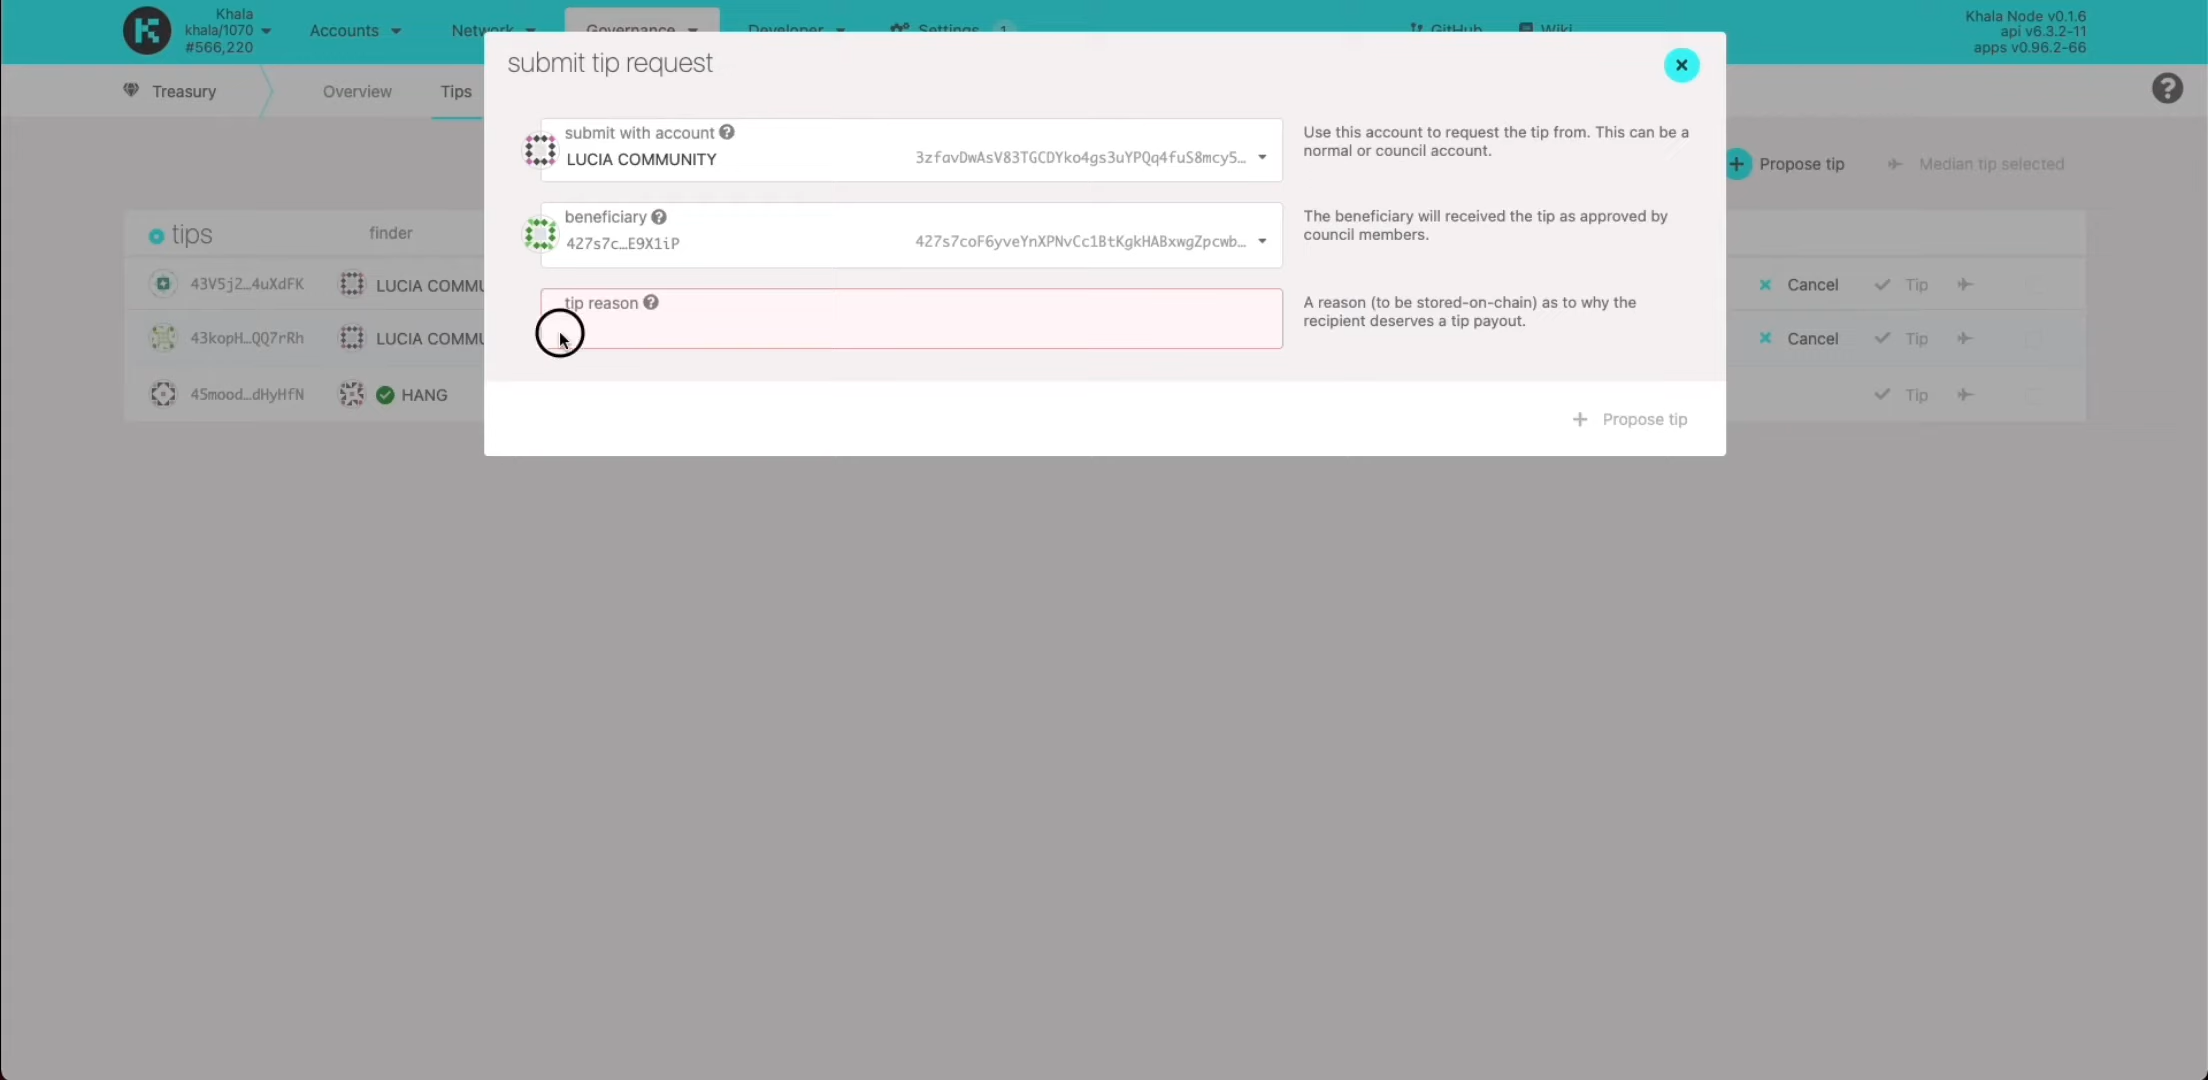 Khala
khala/1070
#566,220
Accounts
Network
Governance
Developer
Settings
1
GitHub
Wiki
Khala Node v0.1.6
api v6.3.2-11
apps v0.96.2-66
Treasury
Overview
Tips
submit tip request
submit with account
LUCIA COMMUNITY
3zfavDwAsV83TGCDYko4gs3uYPQq4fuS8mcy5…
Use this account to request the tip from. This can be a
normal or council account.
beneficiary
427s7c…E9X1iP
427s7coF6yveYnXPNvCc1BtKgkHABxwgZpcwb…
The beneficiary will received the tip as approved by
council members.
tip reason
A reason (to be stored-on-chain) as to why the
recipient deserves a tip payout.
Propose tip
Propose tip
Median tip selected
tips
finder
43V5jZ…4uXdFK
LUCIA COMMU
Cancel
Tip
43kopH…QQ7rRh
LUCIA COMMU
Cancel
Tip
45mood…dHyHfN
HANG
Tip